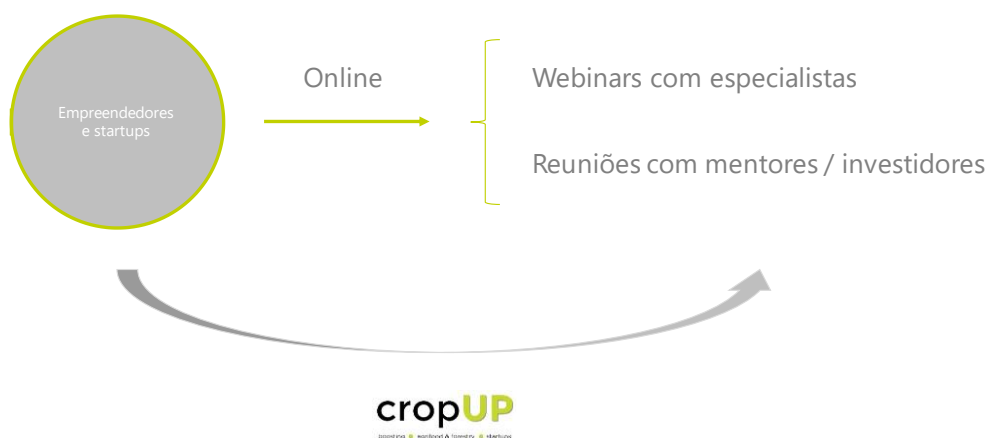 Empreendedores
e startups
Online
Webinars com especialistas
Reuniões com mentores / investidores
cropUP